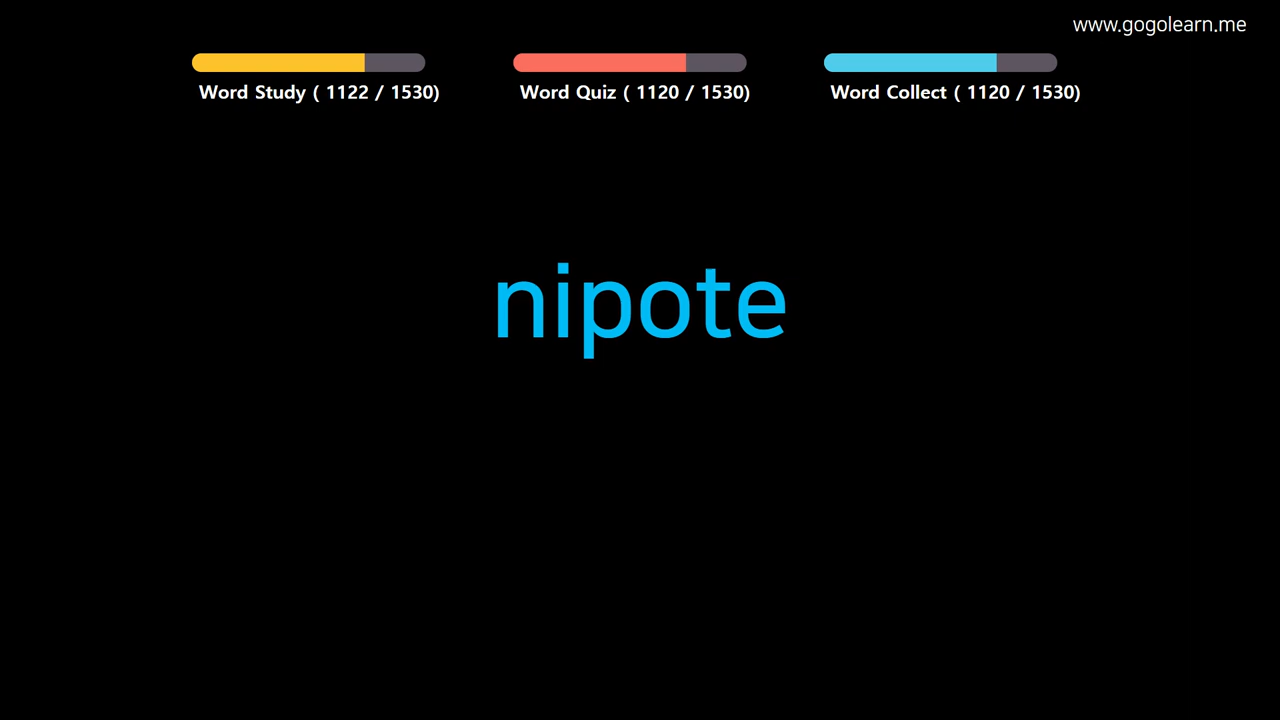 www.gogolearn.me
Word Study ( 1122 / 1530)
Word Quiz ( 1120 / 1530)
Word Collect ( 1120 / 1530)
nipote